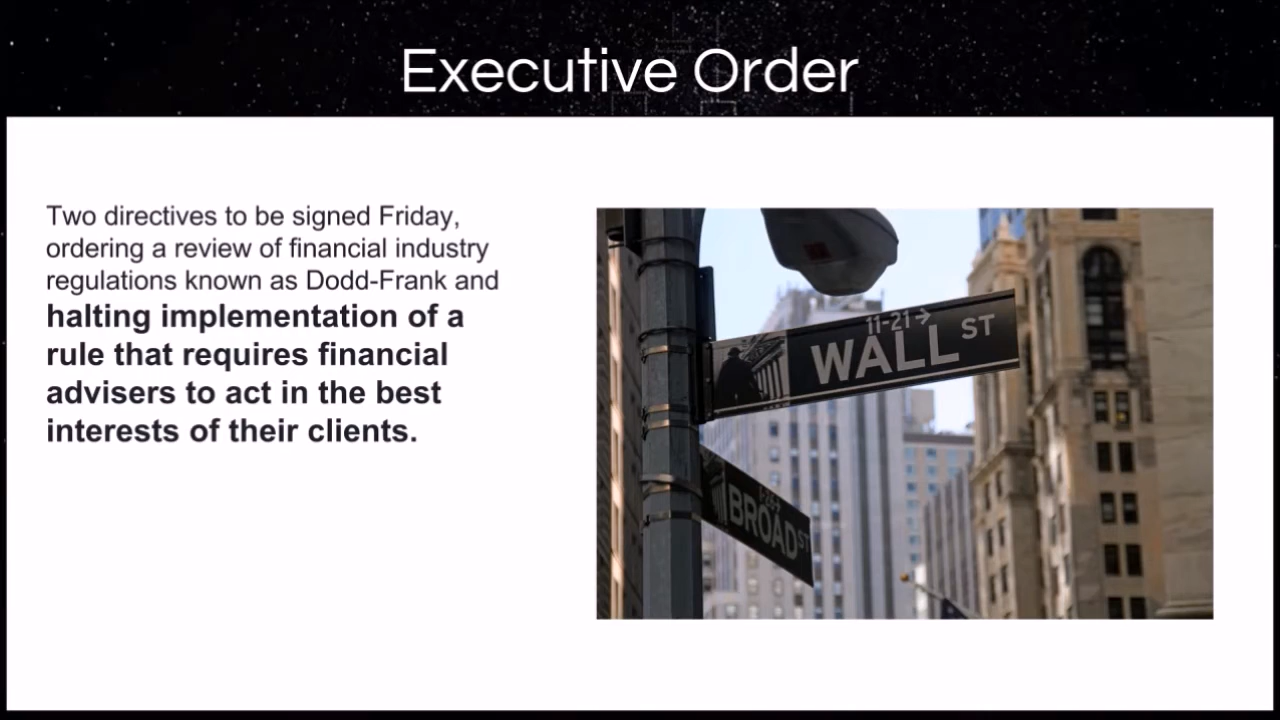 Executive Order
Two directives to be signed Friday,
ordering a review of financial industry
regulations known as Dodd-Frank and
halting implementation of a
rule that requires financial
advisers to act in the best
interests of their clients.
11-21→
WALL ST
BROAD ST